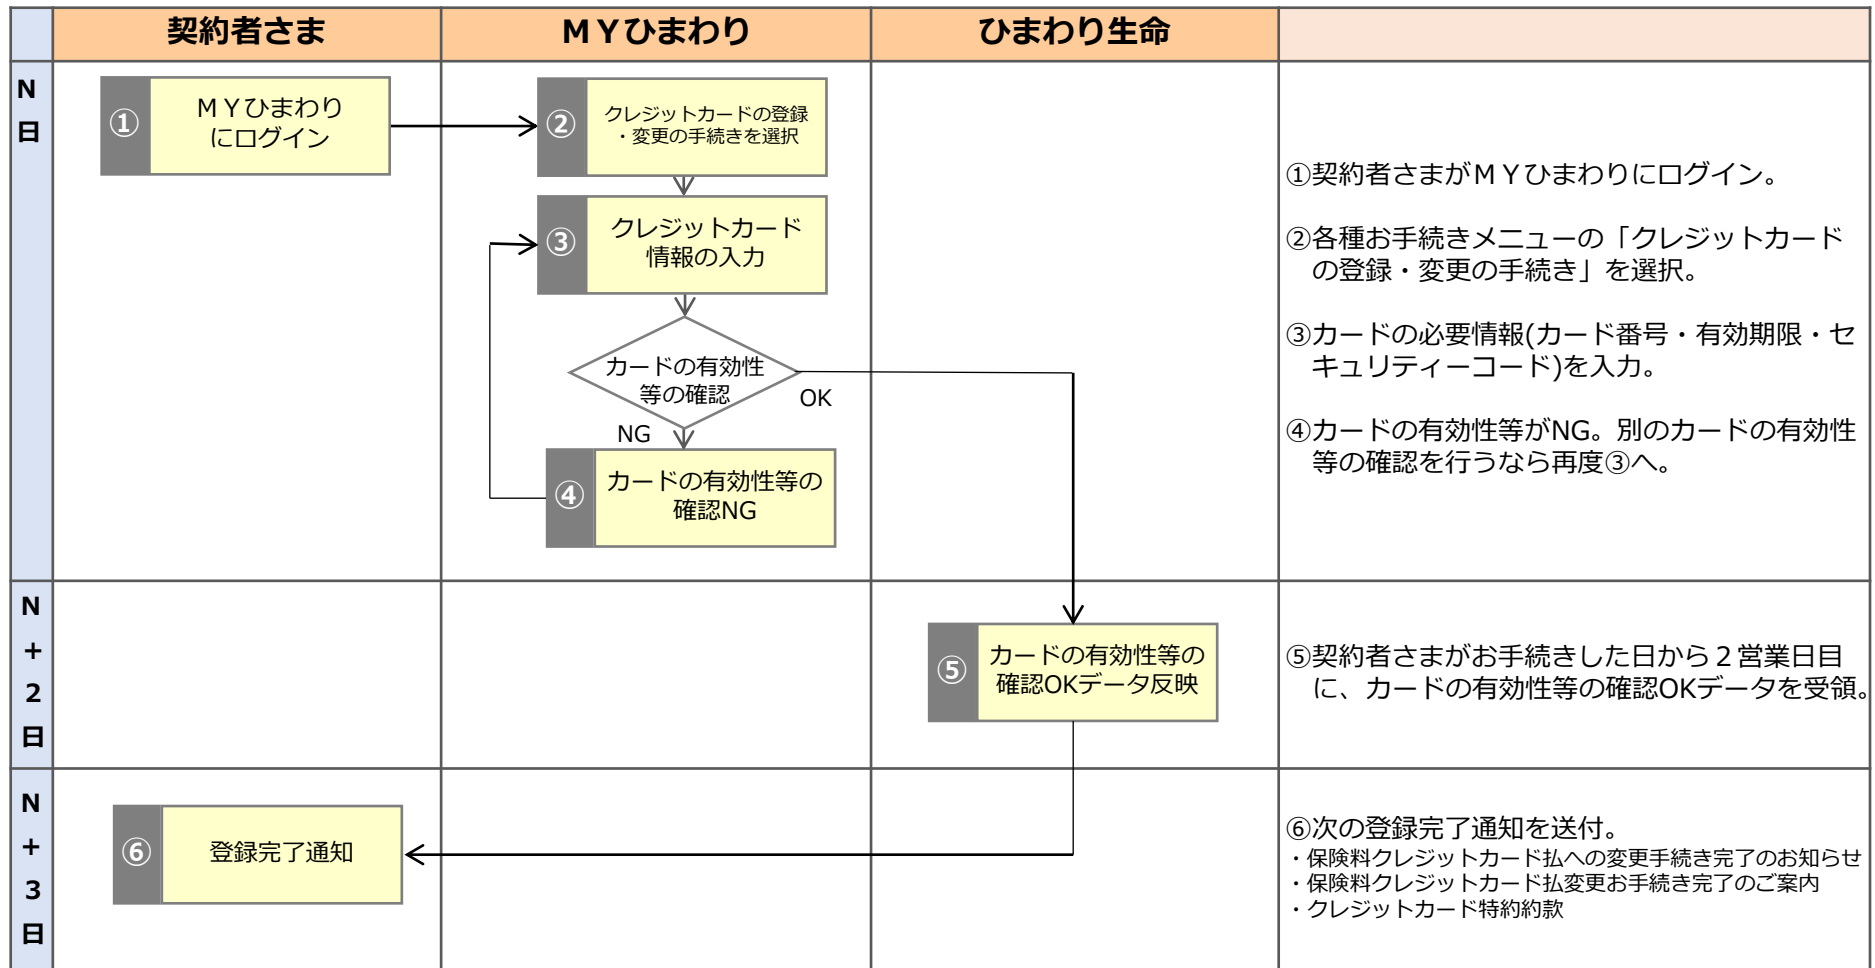 契約者さま
ＭＹひまわり
ひまわり生命
N
日
①
ＭＹひまわり
にログイン
②
クレジットカードの登録
・変更の手続きを選択
③
クレジットカード
情報の入力
カードの有効性
等の確認
OK
NG
④
カードの有効性等の
確認NG
①契約者さまがＭＹひまわりにログイン。
②各種お手続きメニューの「クレジットカード
の登録・変更の手続き」を選択。
③カードの必要情報(カード番号・有効期限・セ
キュリティーコード)を入力。
④カードの有効性等がNG。別のカードの有効性
等の確認を行うなら再度③へ。
N
+
2
日
⑤
カードの有効性等の
確認OKデータ反映
⑤契約者さまがお手続きした日から２営業日目
に、カードの有効性等の確認OKデータを受領。
N
+
3
日
⑥
登録完了通知
⑥次の登録完了通知を送付。
・保険料クレジットカード払への変更手続き完了のお知らせ
・保険料クレジットカード払変更お手続き完了のご案内
・クレジットカード特約約款